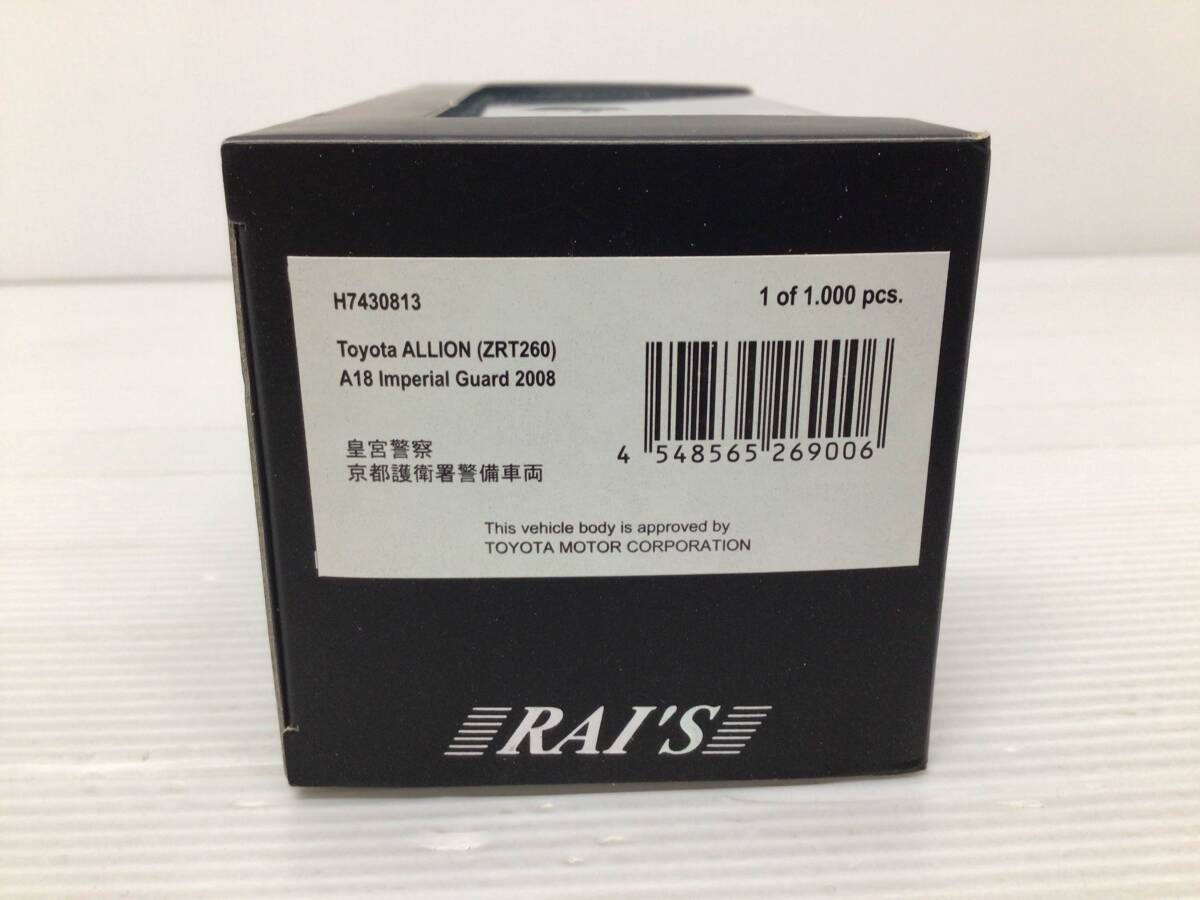 H7430813
1 of 1.000 pcs.
Toyota ALLION (ZRT260)
A18 Imperial Guard 2008
皇宮警察
京都護衛署警備車両
4 548565 269006
This vehicle body is approved by
TOYOTA MOTOR CORPORATION
RAI'S